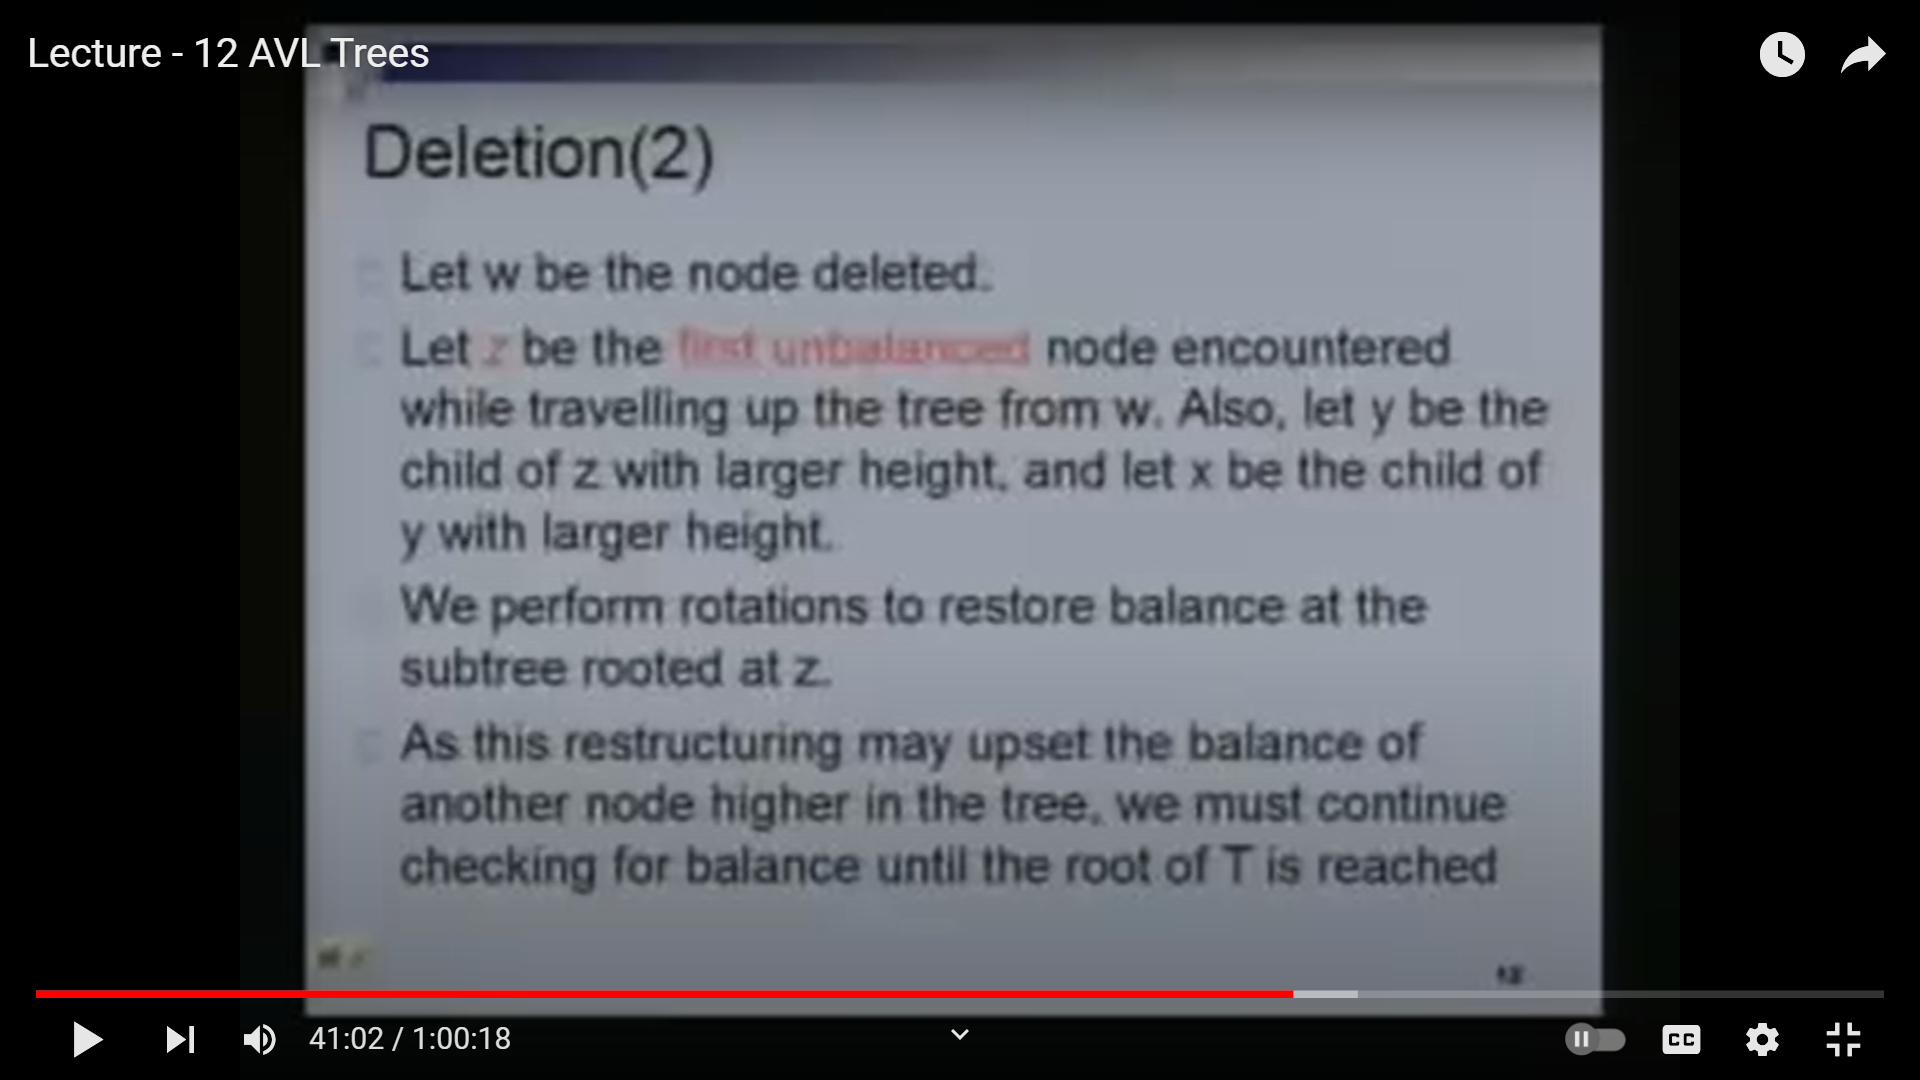 Lecture - 12 AVL Trees
Deletion(2)
Let w be the node deleted.
Let z be the first unbalanced node encountered
while travelling up the tree from w. Also, let y be the
child of z with larger height, and let x be the child of
y with larger height.
We perform rotations to restore balance at the
subtree rooted at z.
As this restructuring may upset the balance of
another node higher in the tree, we must continue
checking for balance until the root of T is reached
41:02 / 1:00:18
CC